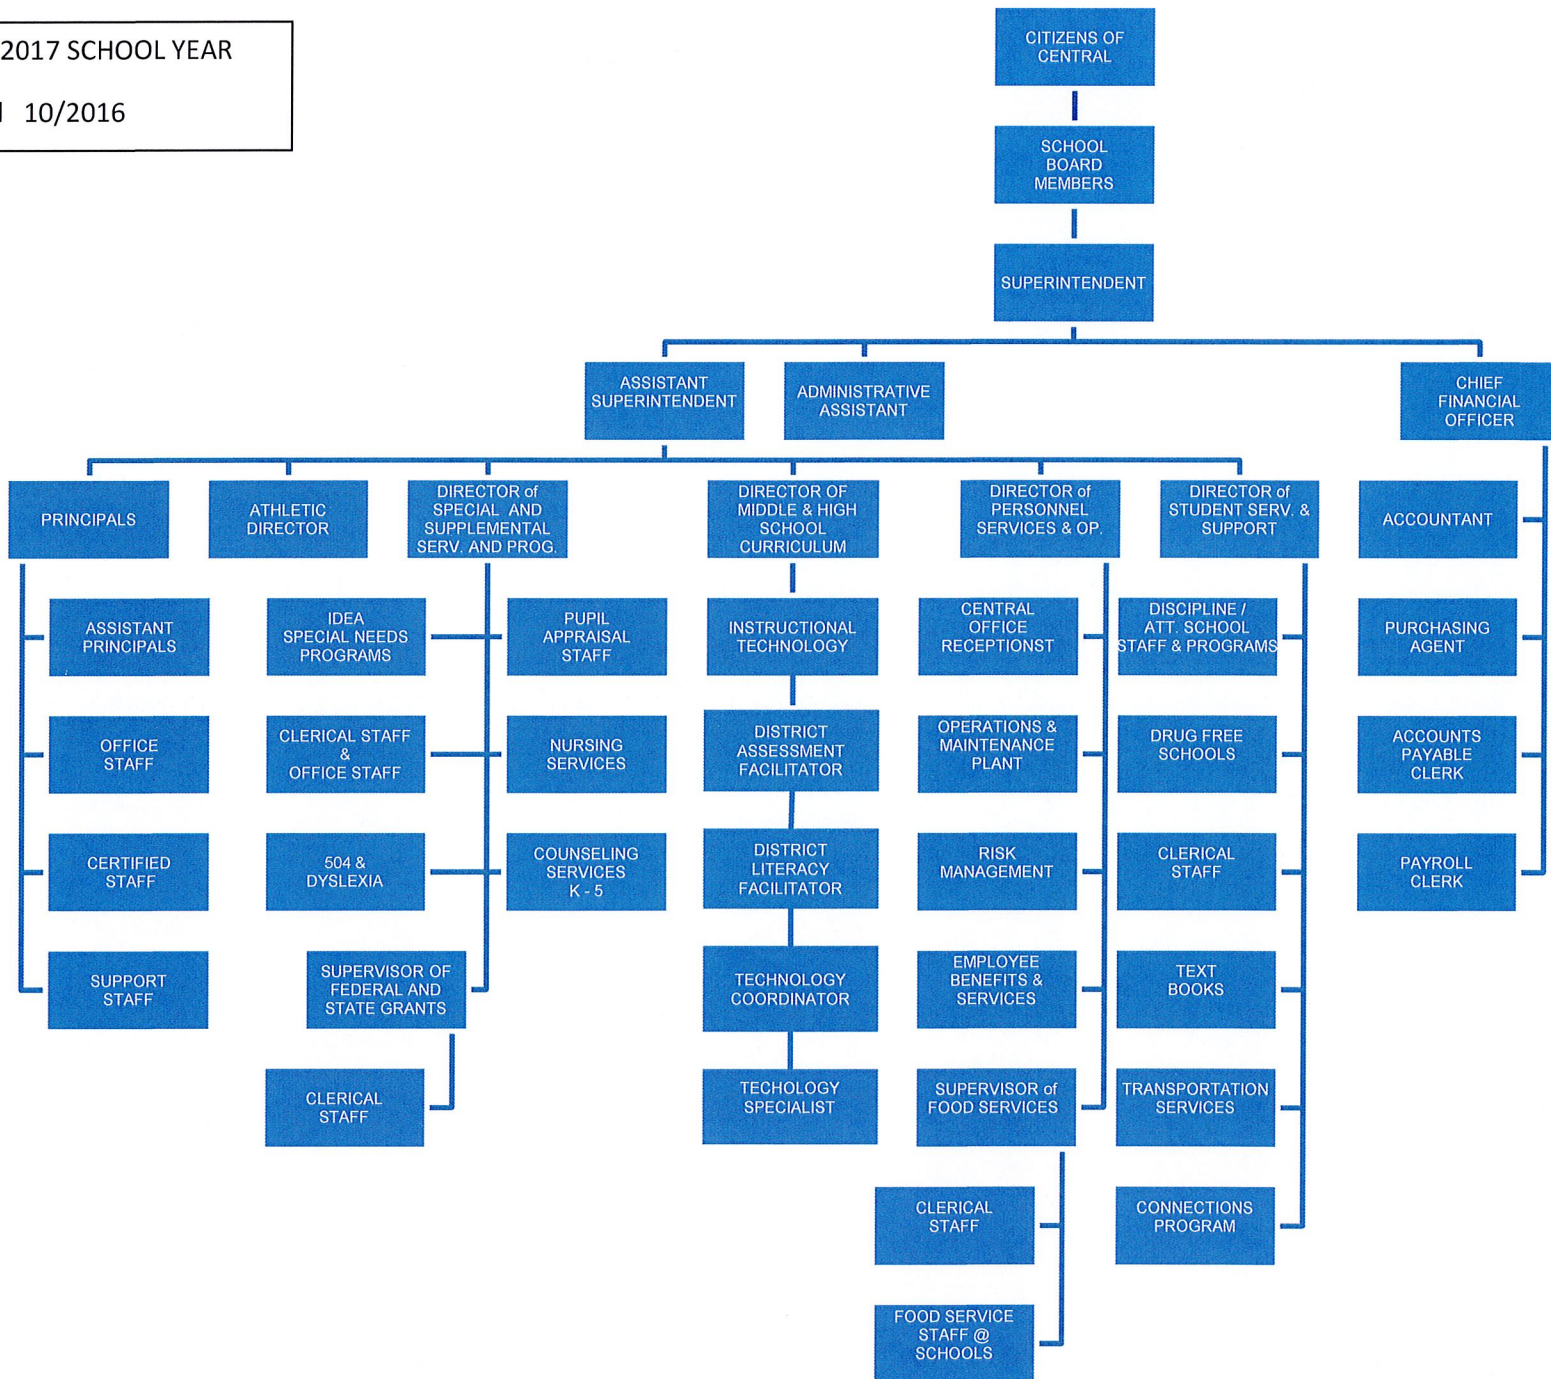 2017 SCHOOL YEAR
10/2016
CITIZENS OF
CENTRAL
SCHOOL
BOARD
MEMBERS
SUPERINTENDENT
ASSISTANT
SUPERINTENDENT
ADMINISTRATIVE
ASSISTANT
CHIEF
FINANCIAL
OFFICER
PRINCIPALS
ATHLETIC
DIRECTOR
DIRECTOR of
SPECIAL AND
SUPPLEMENTAL
SERV. AND PROG.
DIRECTOR OF
MIDDLE & HIGH
SCHOOL
CURRICULUM
DIRECTOR of
PERSONNEL
SERVICES & OP.
DIRECTOR of
STUDENT SERV. &
SUPPORT
ACCOUNTANT
ASSISTANT
PRINCIPALS
IDEA
SPECIAL NEEDS
PROGRAMS
PUPIL
APPRAISAL
STAFF
INSTRUCTIONAL
TECHNOLOGY
CENTRAL
OFFICE
RECEPTIONST
DISCIPLINE /
ATT. SCHOOL
STAFF & PROGRAMS
PURCHASING
AGENT
OFFICE
STAFF
CLERICAL STAFF
&
OFFICE STAFF
NURSING
SERVICES
DISTRICT
ASSESSMENT
FACILITATOR
OPERATIONS &
MAINTENANCE
PLANT
DRUG FREE
SCHOOLS
ACCOUNTS
PAYABLE
CLERK
CERTIFIED
STAFF
504 &
DYSLEXIA
COUNSELING
SERVICES
K - 5
DISTRICT
LITERACY
FACILITATOR
RISK
MANAGEMENT
CLERICAL
STAFF
PAYROLL
CLERK
SUPPORT
STAFF
SUPERVISOR OF
FEDERAL AND
STATE GRANTS
TECHNOLOGY
COORDINATOR
EMPLOYEE
BENEFITS &
SERVICES
TEXT
BOOKS
CLERICAL
STAFF
TECHOLOGY
SPECIALIST
SUPERVISOR of
FOOD SERVICES
TRANSPORTATION
SERVICES
CLERICAL
STAFF
CONNECTIONS
PROGRAM
FOOD SERVICE
STAFF @
SCHOOLS